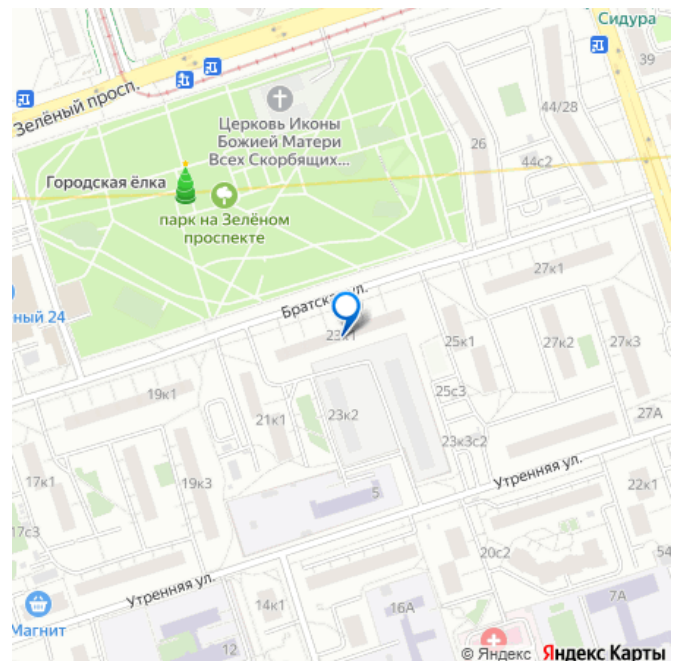 Сидура
39
Зелёный просп.
44/28
Церковь Иконы
Божией Матери
Всех Скорбящих...
26
44с2
Городская ёлка
парк на Зелёном
проспекте
27к1
Братская ул.
ный 24
23к1
25к1
27к2
27к3
19к1
25с3
21к1
23к2
27А
23к3с2
Утренняя ул.
17к1
19к3
5
22к1
17с3
20с2
54
Утренняя ул.
14к1
16А
7А
Магнит
12
© Яндекс Яндекс Карты